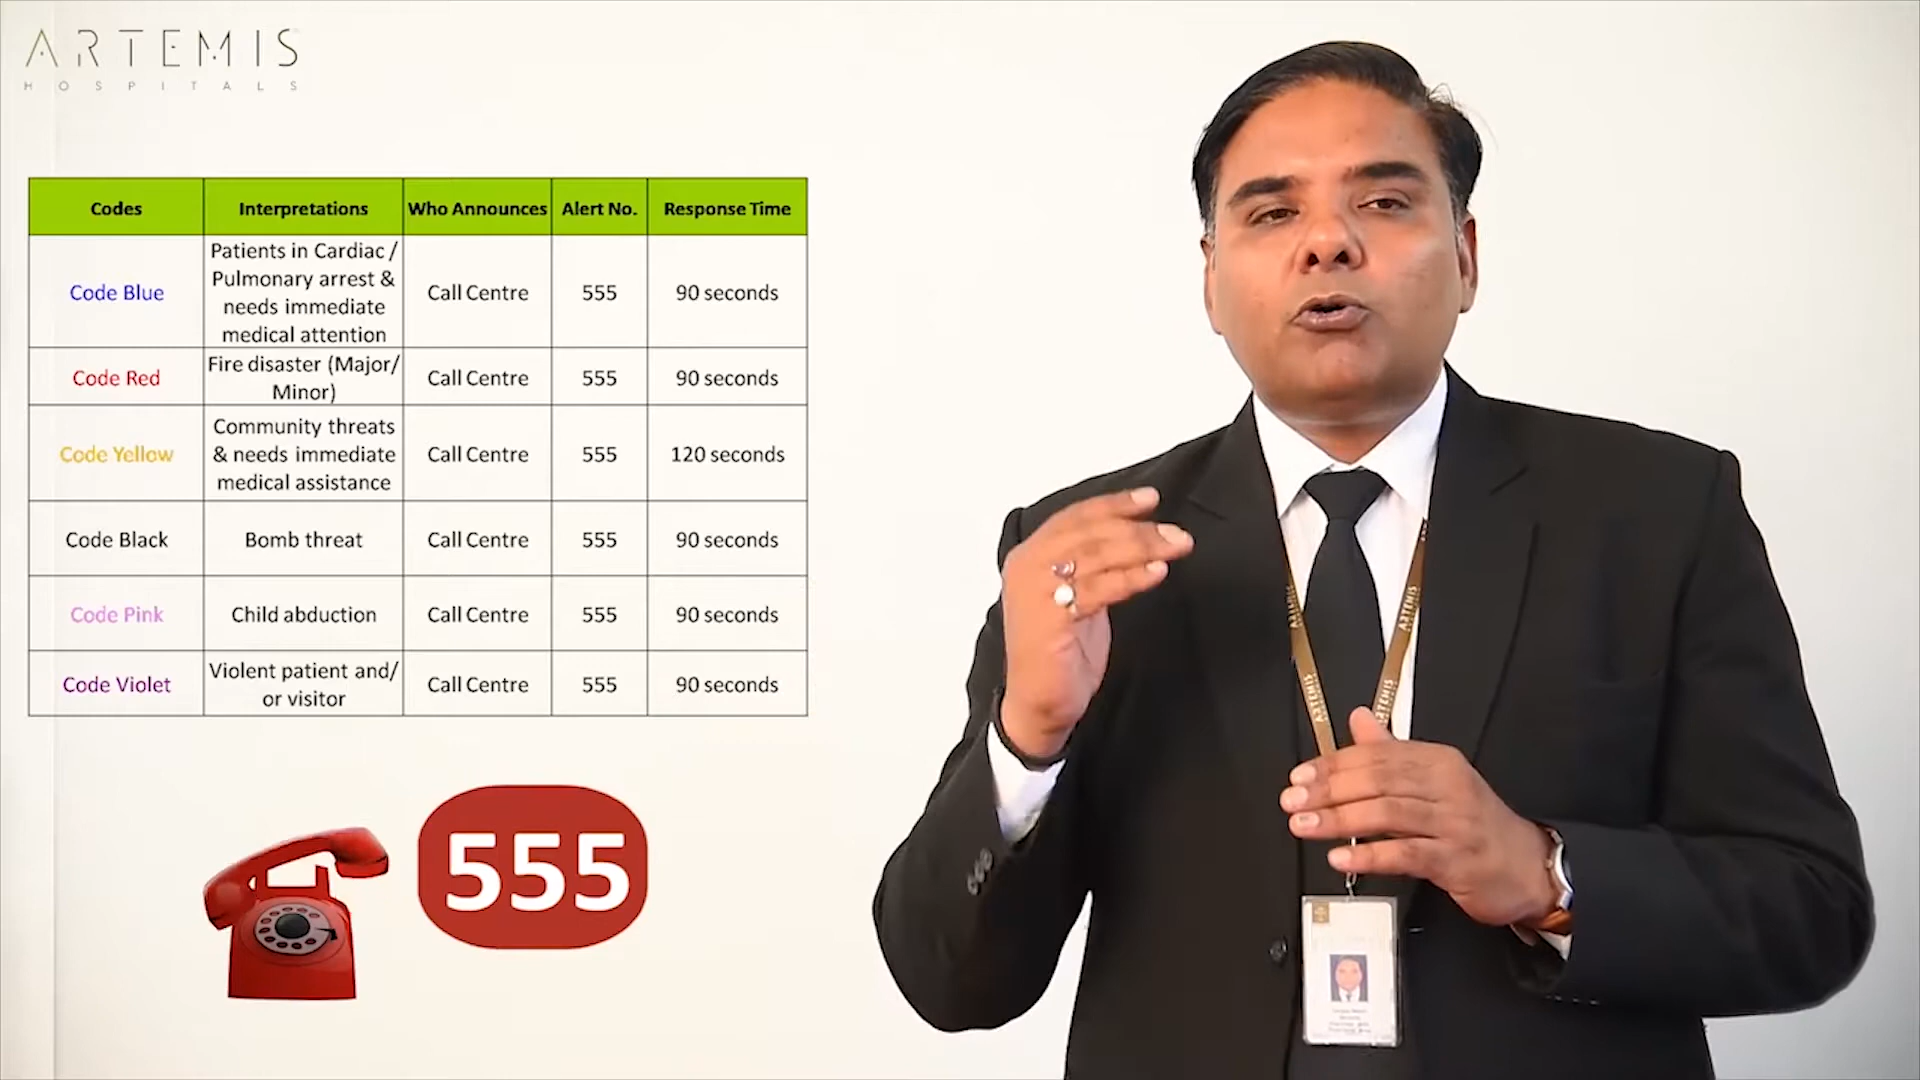 ARTEMIS
HOSPITALS
Codes Interpretations Who Announces Alert No. Response Time
Code Blue
Patients in Cardiac /
Pulmonary arrest &
needs immediate
medical attention
Call Centre 555 90 seconds
Code Red
Fire disaster (Major/
Minor)
Call Centre 555 90 seconds
Code Yellow
Community threats
& needs immediate
medical assistance
Call Centre 555 120 seconds
Code Black Bomb threat Call Centre 555 90 seconds
Code Pink Child abduction Call Centre 555 90 seconds
Code Violet
Violent patient and/
or visitor
Call Centre 555 90 seconds
555
ARTEMIS
ARTEMIS
ARTEMIS
ARTEMIS